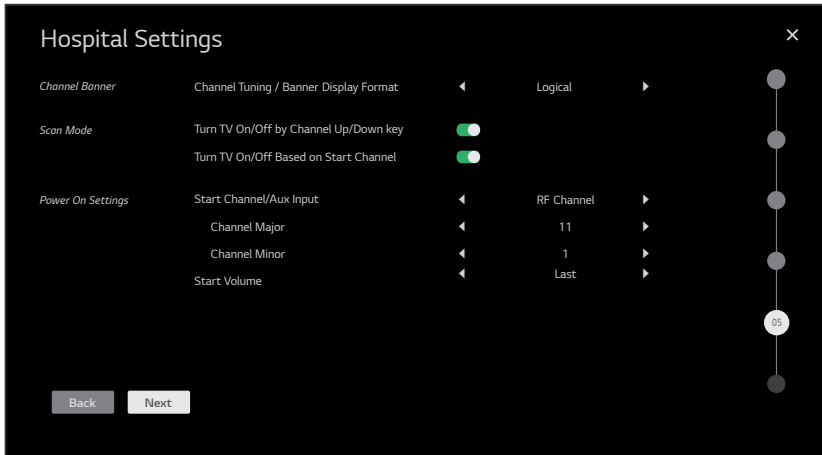 Hospital Settings
Channel Banner Channel Tuning / Banner Display Format Logical
Scan Mode Turn TV On/Off by Channel Up/Down key
Turn TV On/Off Based on Start Channel
Power On Settings Start Channel/Aux Input RF Channel
Channel Major 11
Channel Minor 1
Start Volume Last
05
Back Next